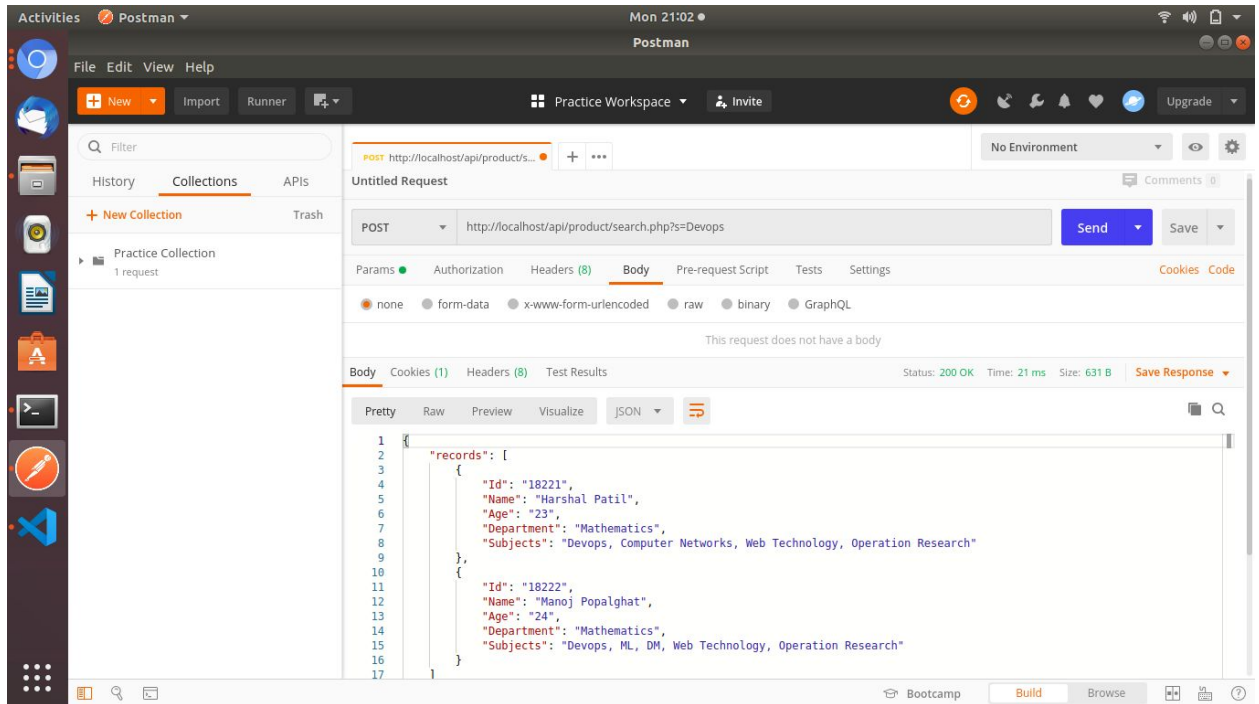 Activities Postman Mon 21:02
Postman
File Edit View Help
New Import Runner Practice Workspace Invite Upgrade
Filter
History Collections APIs
+ New Collection Trash
Practice Collection
1 request
POST http://localhost/api/product/s... + ••• No Environment
Untitled Request Comments 0
POST http://localhost/api/product/search.php?s=Devops Send Save
Params Authorization Headers (8) Body Pre-request Script Tests Settings Cookies Code
none form-data x-www-form-urlencoded raw binary GraphQL
This request does not have a body
Body Cookies (1) Headers (8) Test Results Status: 200 OK Time: 21 ms Size: 631 B Save Response
Pretty Raw Preview Visualize JSON
1 {
2 "records": [
3 {
4 "Id": "18221",
5 "Name": "Harshal Patil",
6 "Age": "23",
7 "Department": "Mathematics",
8 "Subjects": "Devops, Computer Networks, Web Technology, Operation Research"
9 },
10 {
11 "Id": "18222",
12 "Name": "Manoj Popalghat",
13 "Age": "24",
14 "Department": "Mathematics",
15 "Subjects": "Devops, ML, DM, Web Technology, Operation Research"
16 }
17 ]
Bootcamp Build Browse